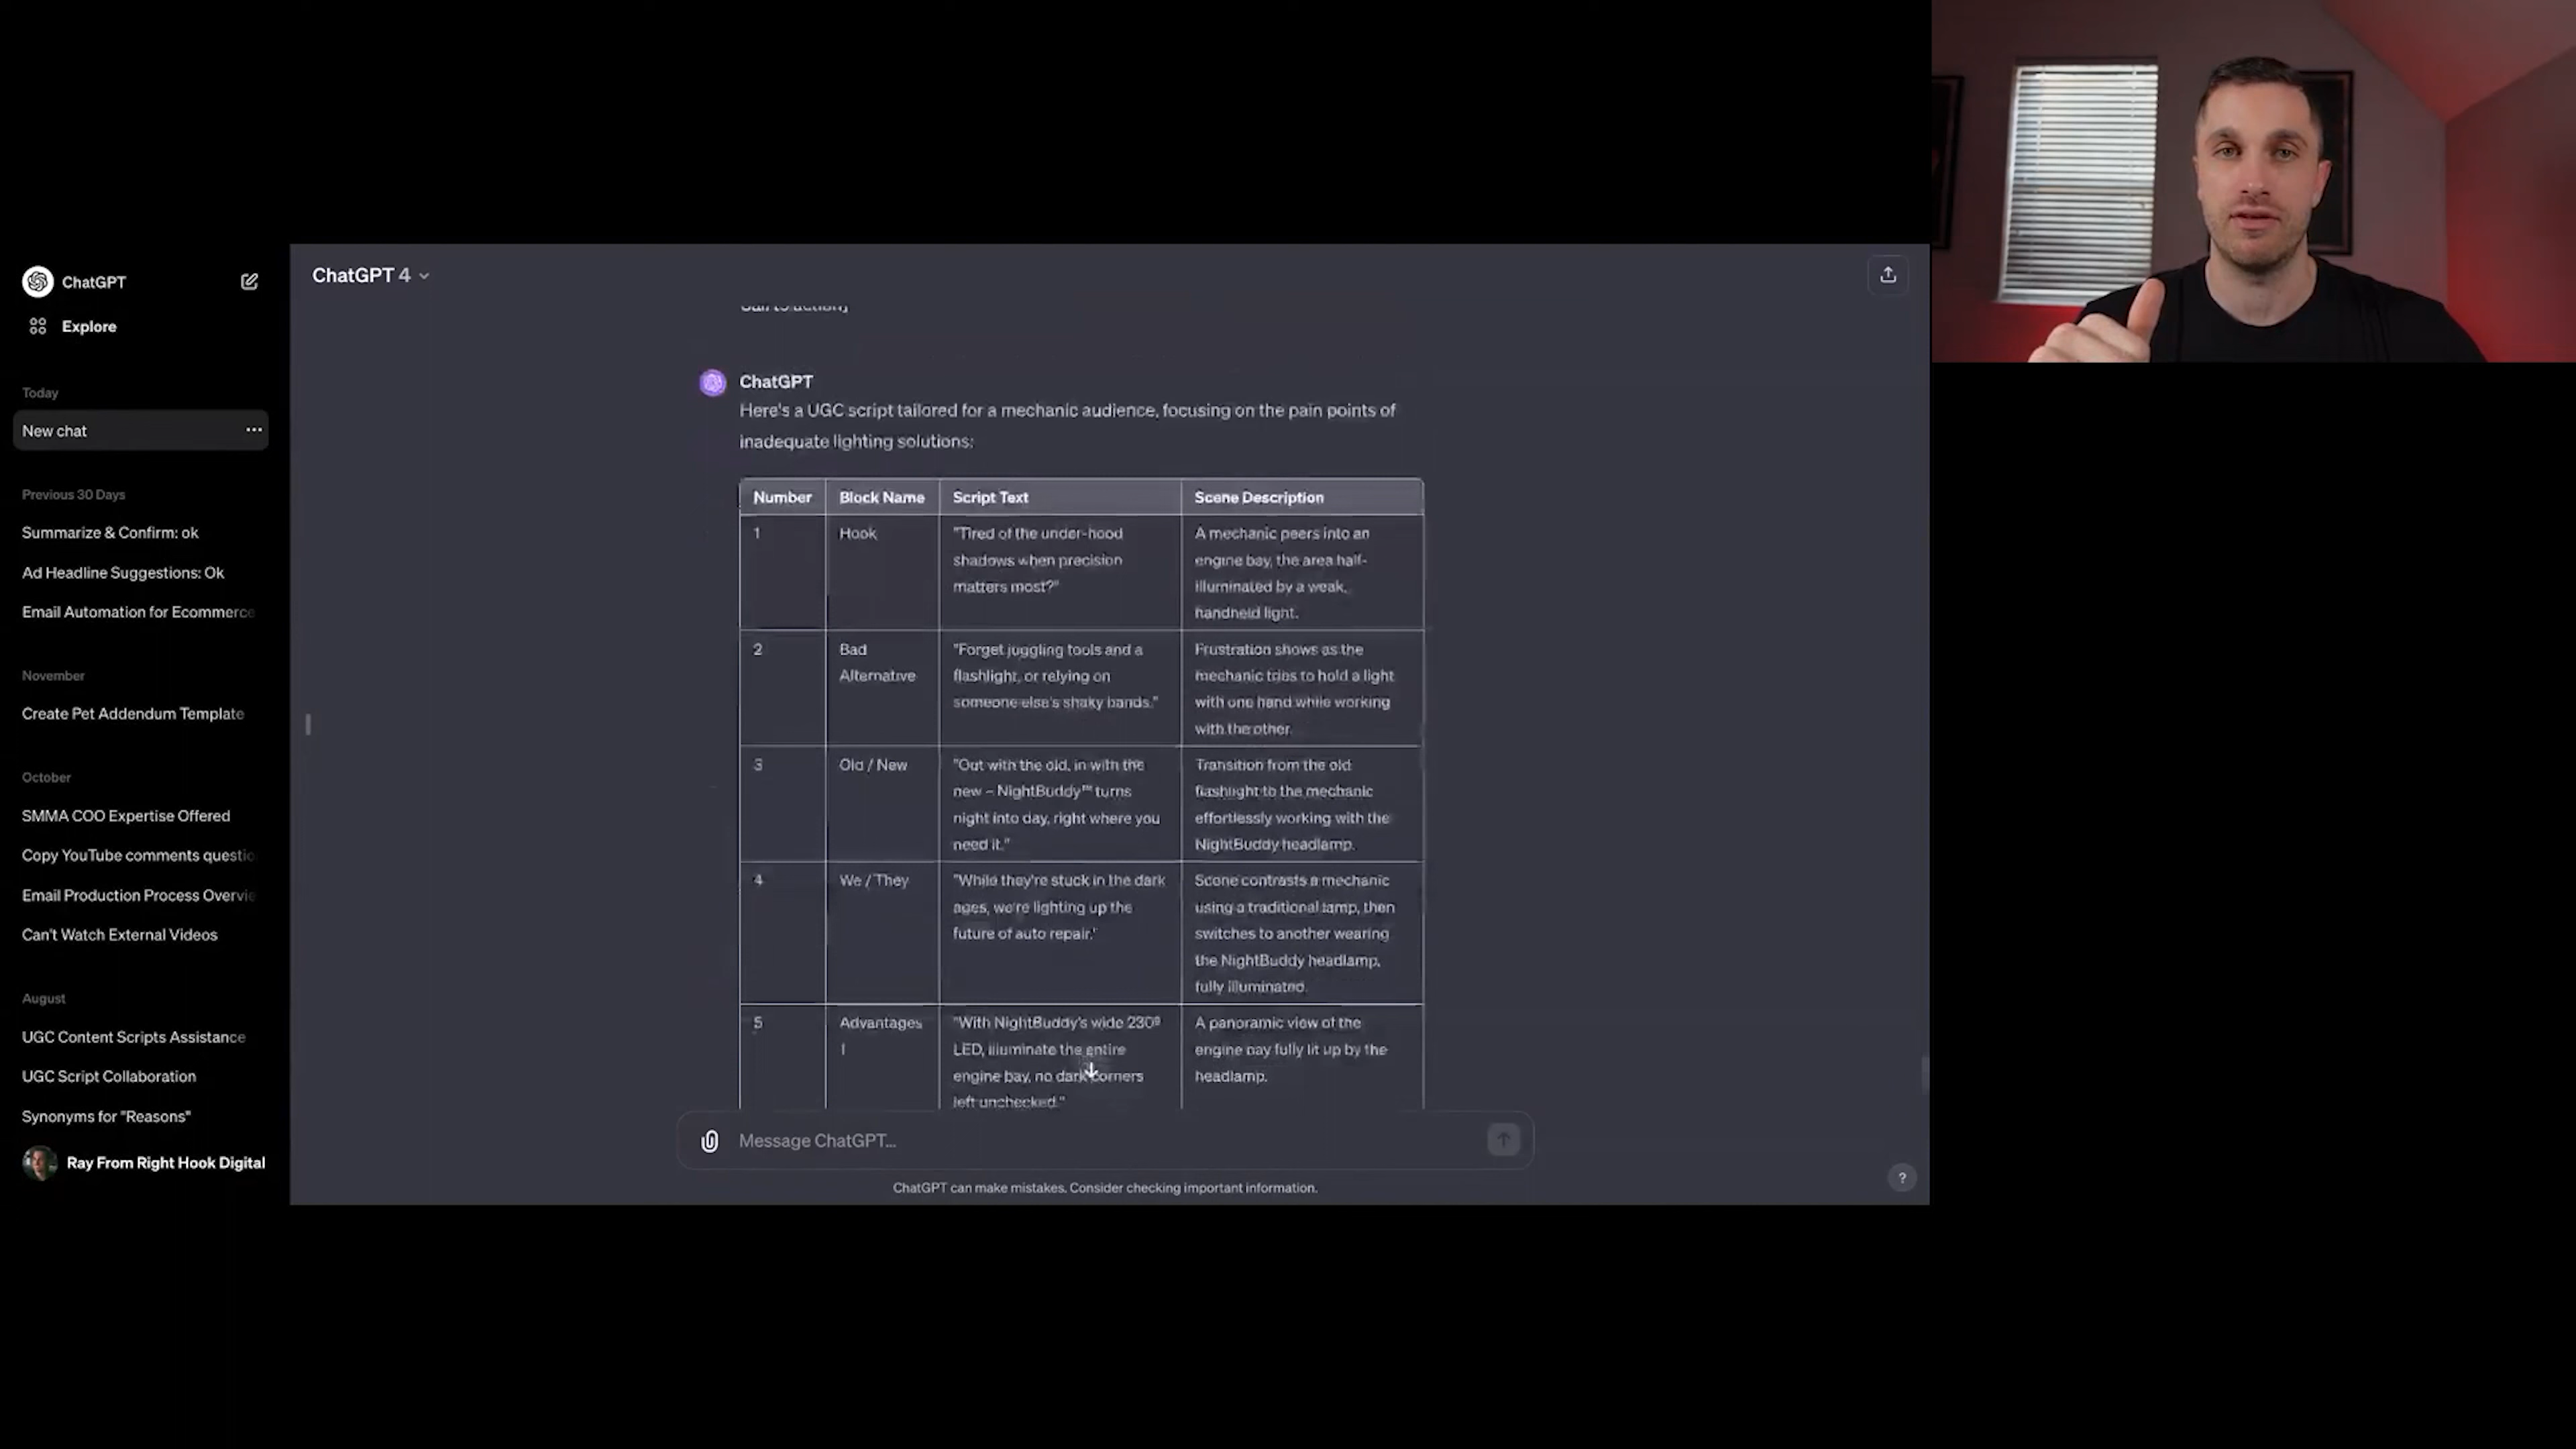 ChatGPT
Explore
Today
New chat
Previous 30 Days
Summarize & Confirm: ok
Ad Headline Suggestions: Ok
Email Automation for Ecommerce
November
Create Pet Addendum Template
October
SMMA COO Expertise Offered
Copy YouTube comments questio
Email Production Process Overvie
Can't Watch External Videos
August
UGC Content Scripts Assistance
UGC Script Collaboration
Synonyms for "Reasons"
Ray From Right Hook Digital
ChatGPT 4
Call to action]
ChatGPT
Here's a UGC script tailored for a mechanic audience, focusing on the pain points of
inadequate lighting solutions:
Number Block Name Script Text Scene Description
1
Hook
"Tired of the under-hood
shadows when precision
matters most?"
A mechanic peers into an
engine bay, the area half-
illuminated by a weak,
handheld light.
2
Bad
Alternative
"Forget juggling tools and a
flashlight, or relying on
someone else's shaky hands."
Frustration shows as the
mechanic tries to hold a light
with one hand while working
with the other.
3
Old / New
"Out with the old, in with the
new – NightBuddy™ turns
night into day, right where you
need it."
Transition from the old
flashlight to the mechanic
effortlessly working with the
NightBuddy headlamp.
4
We / They
"While they're stuck in the dark
ages, we're lighting up the
future of auto repair."
Scene contrasts a mechanic
using a traditional lamp, then
switches to another wearing
the NightBuddy headlamp,
fully illuminated.
5
Advantages
1
"With NightBuddy's wide 230º
LED, illuminate the entire
engine bay, no dark corners
left unchecked."
A panoramic view of the
engine bay fully lit up by the
headlamp.
Message ChatGPT...
ChatGPT can make mistakes. Consider checking important information.
?